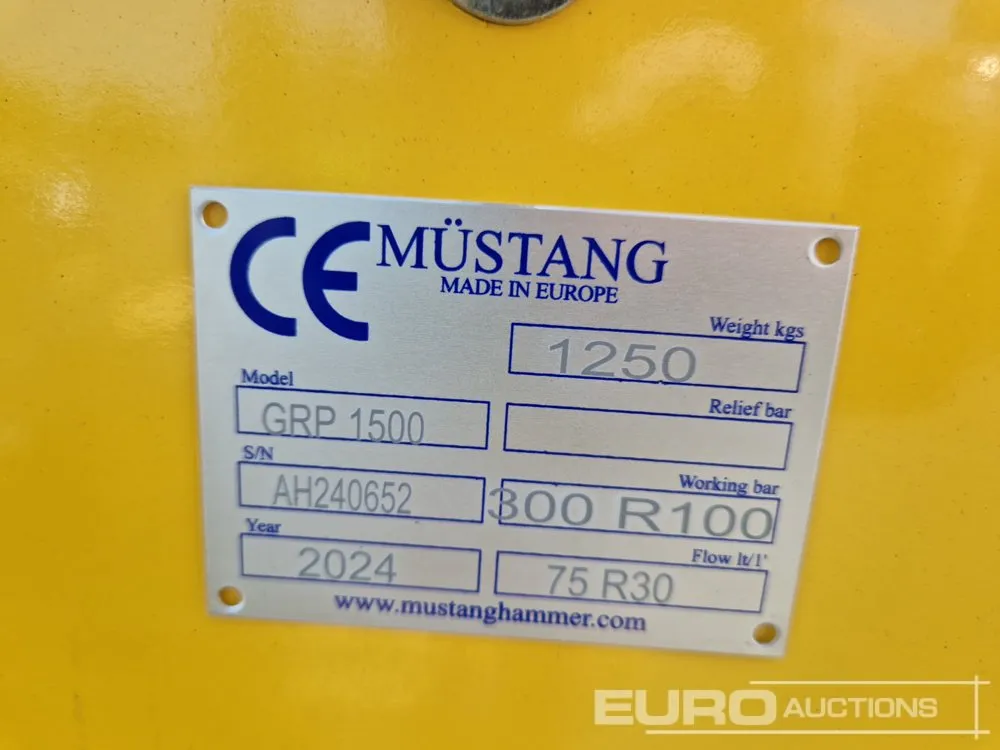 CE MÜSTANG
MADE IN EUROPE
Weight kgs
1250
Model
GRP 1500
Relief bar
S/N
AH240652
Working bar
300 R100
Year
2024
Flow lt/1'
75 R30
www.mustanghammer.com
EURO AUCTIONS